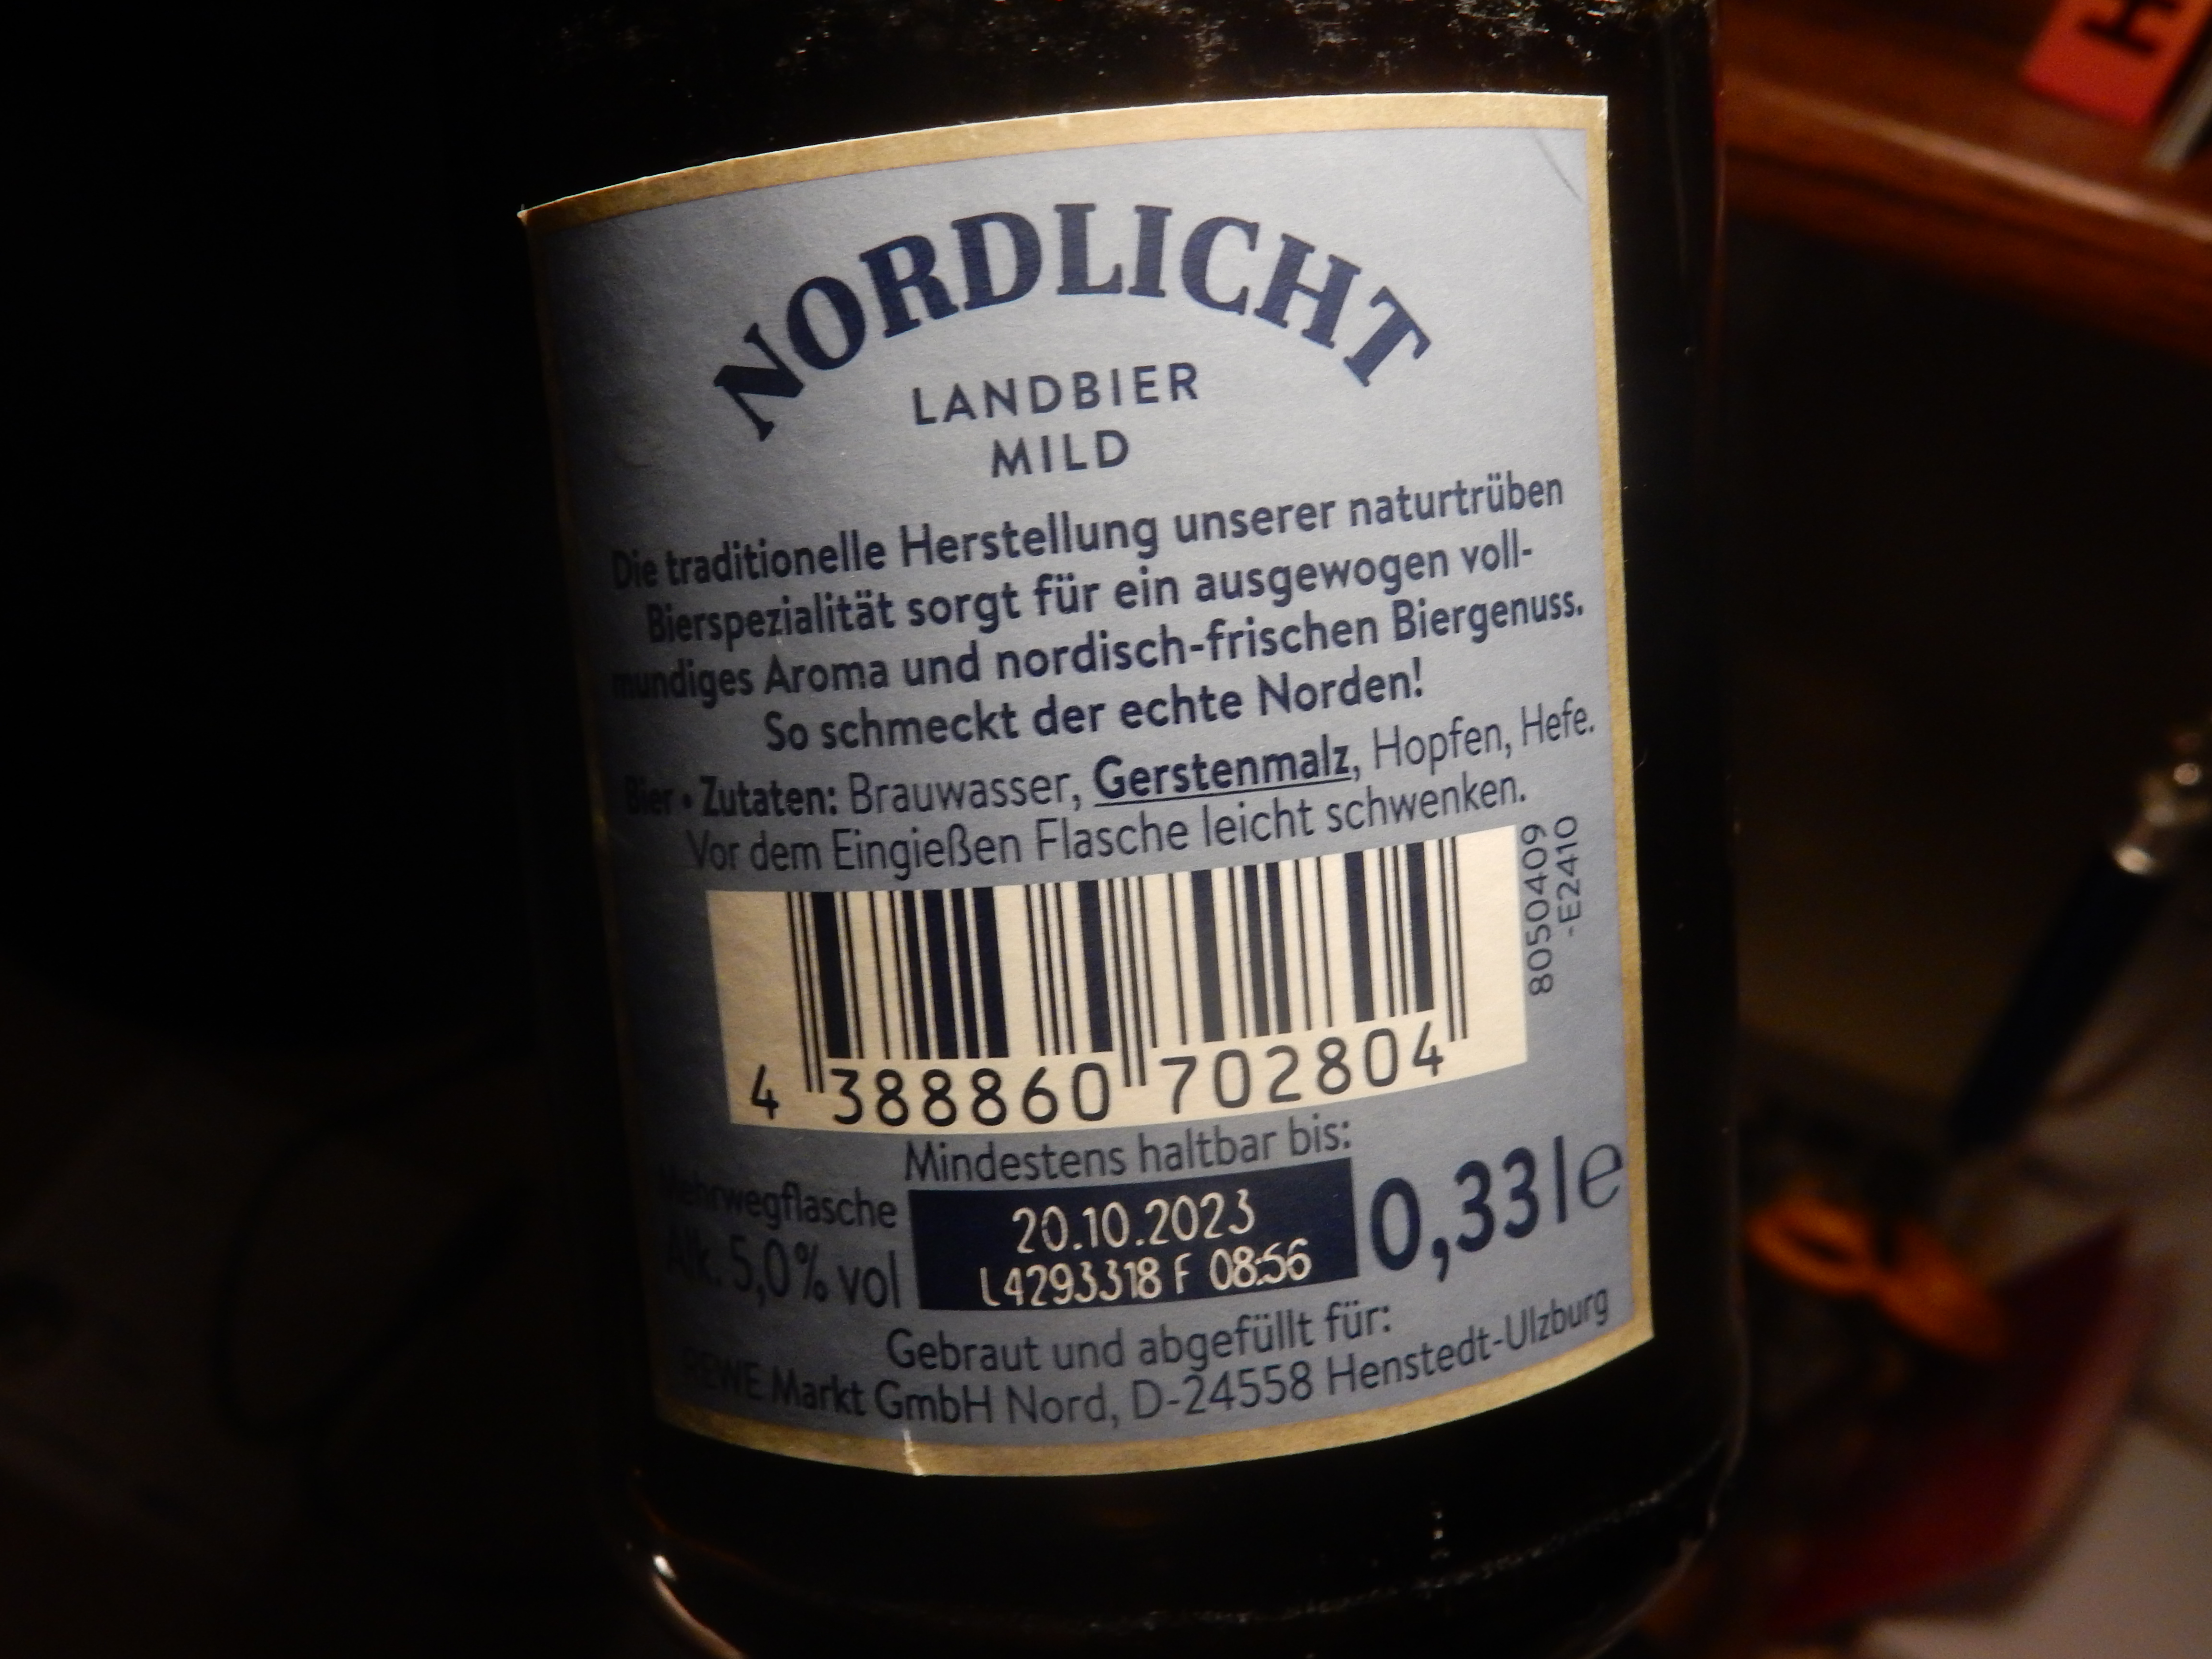 H
NORDLICHT
LANDBIER
MILD
Die traditionelle Herstellung unserer naturtrüben
Bierspezialität sorgt für ein ausgewogen voll-
mundiges Aroma und nordisch-frischen Biergenuss.
So schmeckt der echte Norden!
Bier • Zutaten: Brauwasser, Gerstenmalz, Hopfen, Hefe.
Vor dem Eingießen Flasche leicht schwenken.
8050409
-E2410
4 388860 702804
Mindestens haltbar bis:
Mehrwegflasche
Alk. 5,0% vol
20.10.2023
L4293318 F 08:56
0,33 l e
Gebraut und abgefüllt für:
REWE Markt GmbH Nord, D-24558 Henstedt-Ulzburg